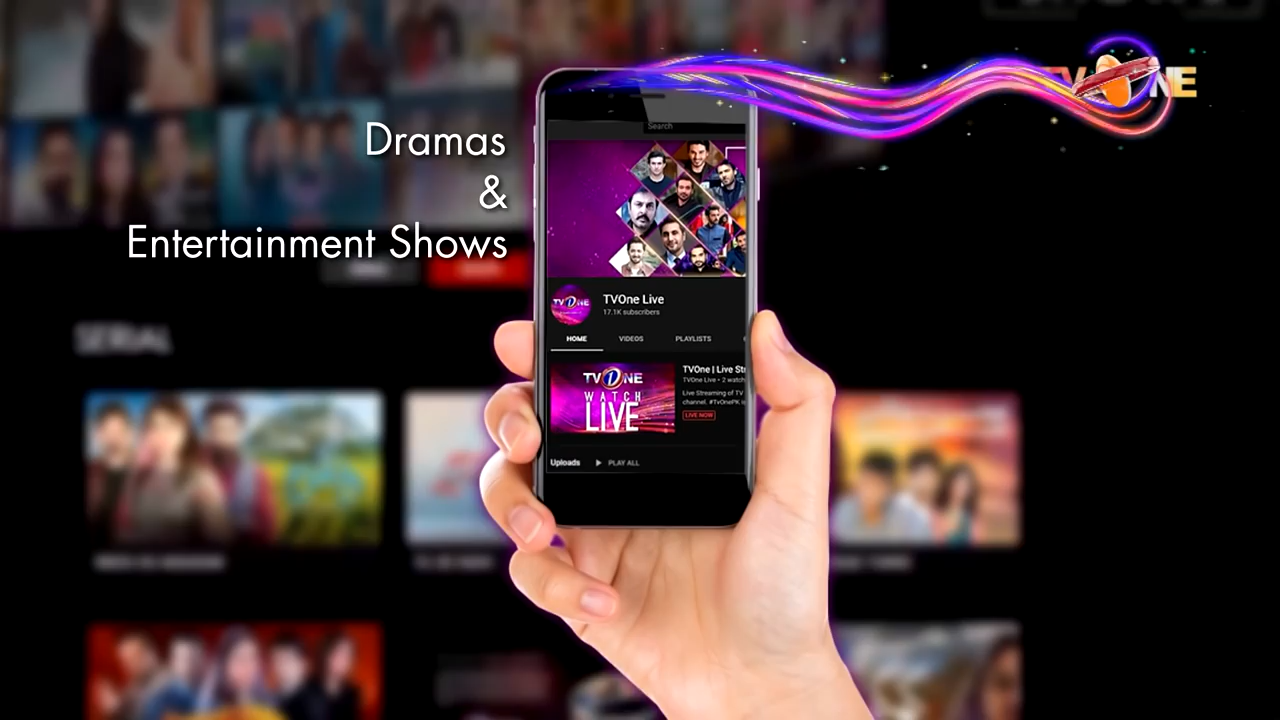 Dramas
&
Entertainment Shows
TVONE
Search
TVOne Live
17.1K subscribers
HOME VIDEOS PLAYLISTS
TVONE
WATCH
LIVE
TVOne | Live St
TVOne Live • 2 watch
Live Streaming of TV
channel. #TvOnePK
LIVE NOW
Uploads ▶ PLAY ALL
SERIAL